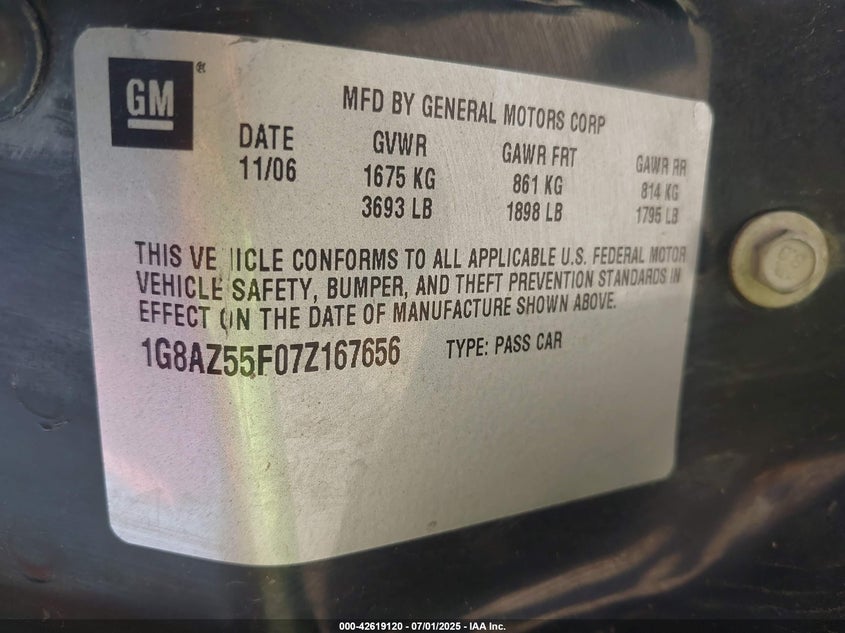 GM®
MFD BY GENERAL MOTORS CORP
DATE GVWR GAWR FRT GAWR RR
11/06 1675 KG 861 KG 814 KG
3693 LB 1898 LB 1795 LB
THIS VEHICLE CONFORMS TO ALL APPLICABLE U.S. FEDERAL MOTOR
VEHICLE SAFETY, BUMPER, AND THEFT PREVENTION STANDARDS IN
EFFECT ON THE DATE OF MANUFACTURE SHOWN ABOVE.
1G8AZ55F07Z167656 TYPE: PASS CAR
000-42619120 - 07/01/2025 - IAA Inc.